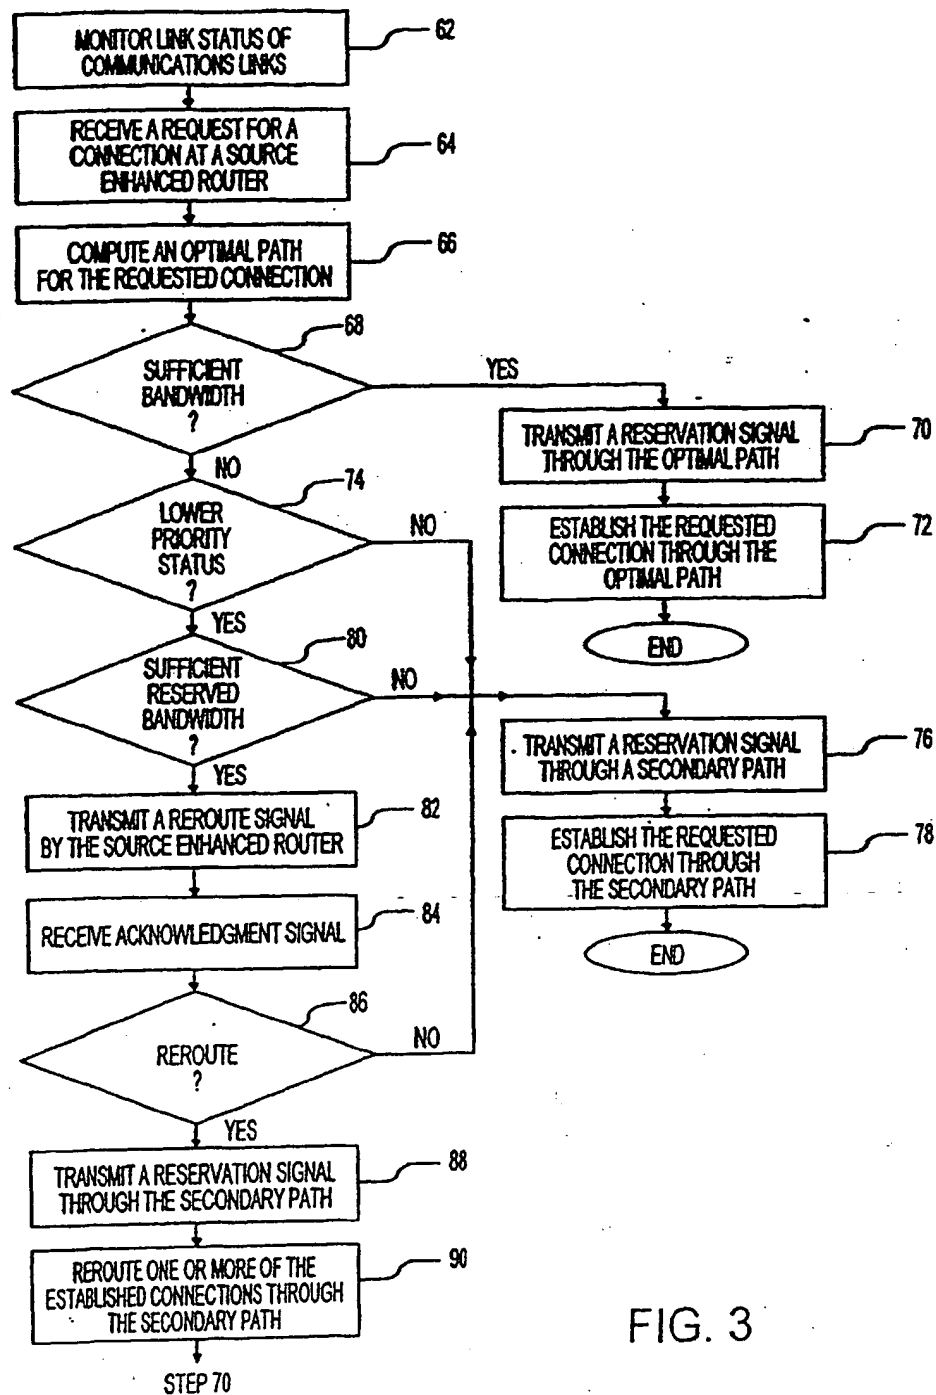 MONITOR LINK STATUS OF
COMMUNICATIONS LINKS
62
RECEIVE A REQUEST FOR A
CONNECTION AT A SOURCE
ENHANCED ROUTER
64
COMPUTE AN OPTIMAL PATH
FOR THE REQUESTED CONNECTION
66
SUFFICIENT
BANDWIDTH
?
68
YES
NO
TRANSMIT A RESERVATION SIGNAL
THROUGH THE OPTIMAL PATH
70
ESTABLISH THE REQUESTED
CONNECTION THROUGH THE
OPTIMAL PATH
72
END
LOWER
PRIORITY
STATUS
?
74
NO
YES
SUFFICIENT
RESERVED
BANDWIDTH
?
80
NO
YES
TRANSMIT A RESERVATION SIGNAL
THROUGH A SECONDARY PATH
76
ESTABLISH THE REQUESTED
CONNECTION THROUGH
THE SECONDARY PATH
78
END
TRANSMIT A REROUTE SIGNAL
BY THE SOURCE ENHANCED ROUTER
82
RECEIVE ACKNOWLEDGMENT SIGNAL
84
REROUTE
?
86
NO
YES
TRANSMIT A RESERVATION SIGNAL
THROUGH THE SECONDARY PATH
88
REROUTE ONE OR MORE OF THE
ESTABLISHED CONNECTIONS THROUGH
THE SECONDARY PATH
90
STEP 70
FIG. 3